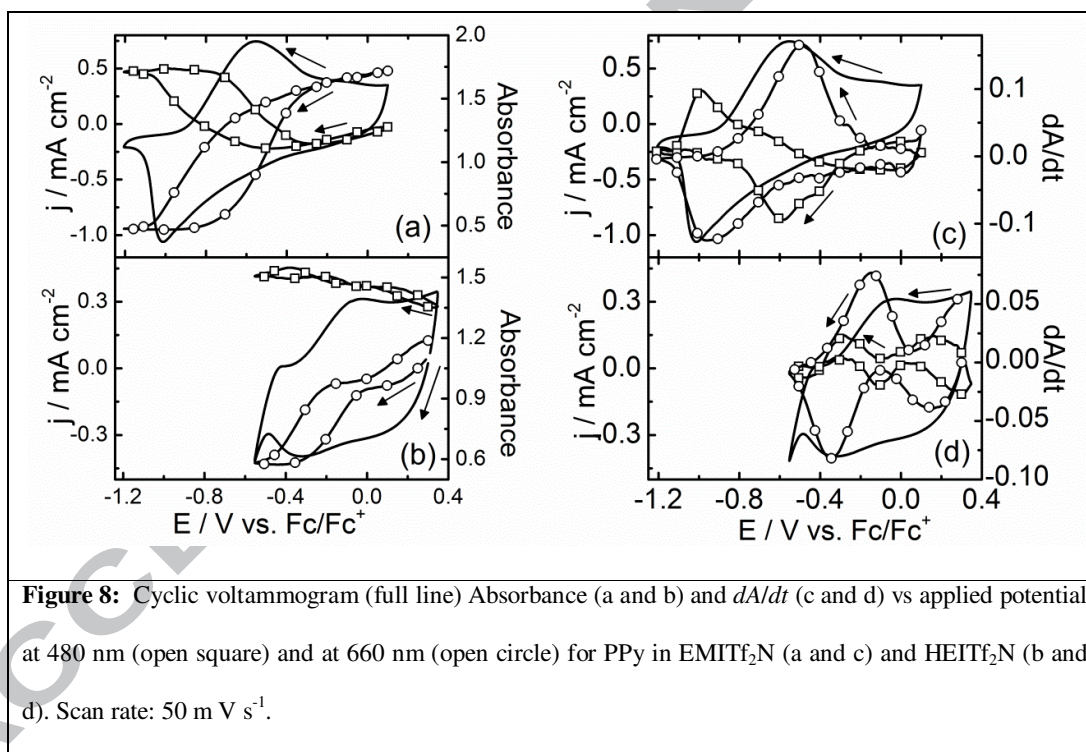 0.5
0.0
-0.5
-1.0
j / mA cm-2
2.0
1.5
1.0
0.5
Absorbance
(a)
0.5
0.0
-0.5
-1.0
j / mA cm-2
0.1
0.0
-0.1
dA/dt
(c)
0.3
0.0
-0.3
j / mA cm-2
1.5
1.2
0.9
0.6
Absorbance
(b)
0.3
0.0
-0.3
j / mA cm-2
0.05
0.00
-0.05
-0.10
dA/dt
(d)
-1.2 -0.8 -0.4 0.0 0.4
E / V vs. Fc/Fc+
-1.2 -0.8 -0.4 0.0 0.4
E / V vs. Fc/Fc+
Figure 8: Cyclic voltammogram (full line) Absorbance (a and b) and dA/dt (c and d) vs applied potential
at 480 nm (open square) and at 660 nm (open circle) for PPy in EMITf2N (a and c) and HEITf2N (b and
d). Scan rate: 50 m V s-1.